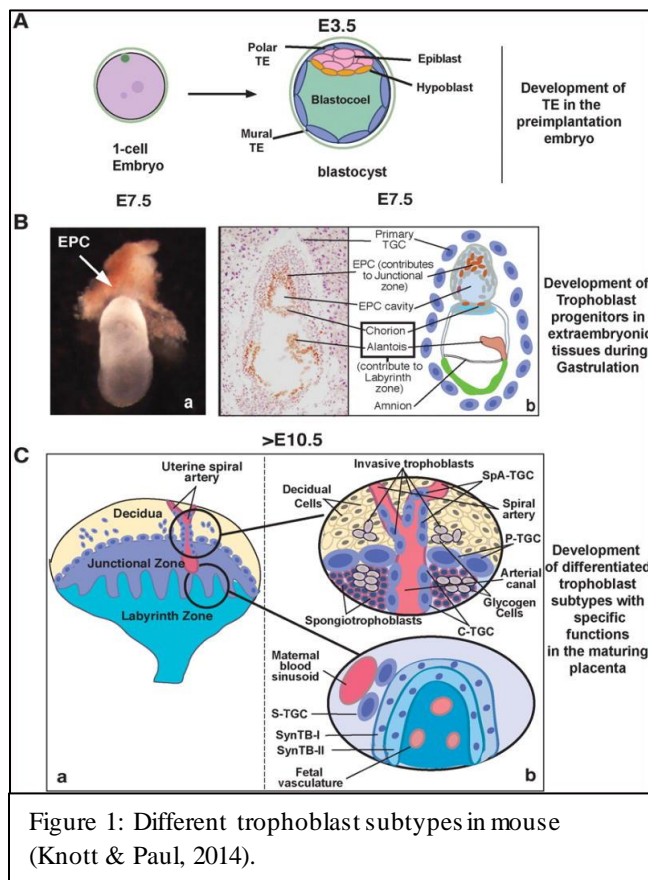 A
E3.5
Polar
TE
Epiblast
Hypoblast
Blastocoel
Mural
TE
1-cell
Embryo
blastocyst
Development of
TE in the
preimplantation
embryo
E7.5
E7.5
B
EPC
a
Primary
TGC
EPC (contributes
to Junctional
zone)
EPC cavity
Chorion
Alantois
(contribute to
Labyrinth
zone)
Amnion
b
Development of
Trophoblast
progenitors in
extraembryonic
tissues during
Gastrulation
>E10.5
C
Uterine spiral
artery
Decidua
Junctional Zone
Labyrinth Zone
a
Invasive trophoblasts
SpA-TGC
Decidual
Cells
Spiral
artery
P-TGC
Arterial
canal
Glycogen
Cells
Spongiotrophoblasts
C-TGC
Maternal
blood
sinusoid
S-TGC
SynTB-I
SynTB-II
Fetal
vasculature
b
Development
of differentiated
trophoblast
subtypes with
specific
functions
in the maturing
placenta
Figure 1: Different trophoblast subtypes in mouse
(Knott & Paul, 2014).